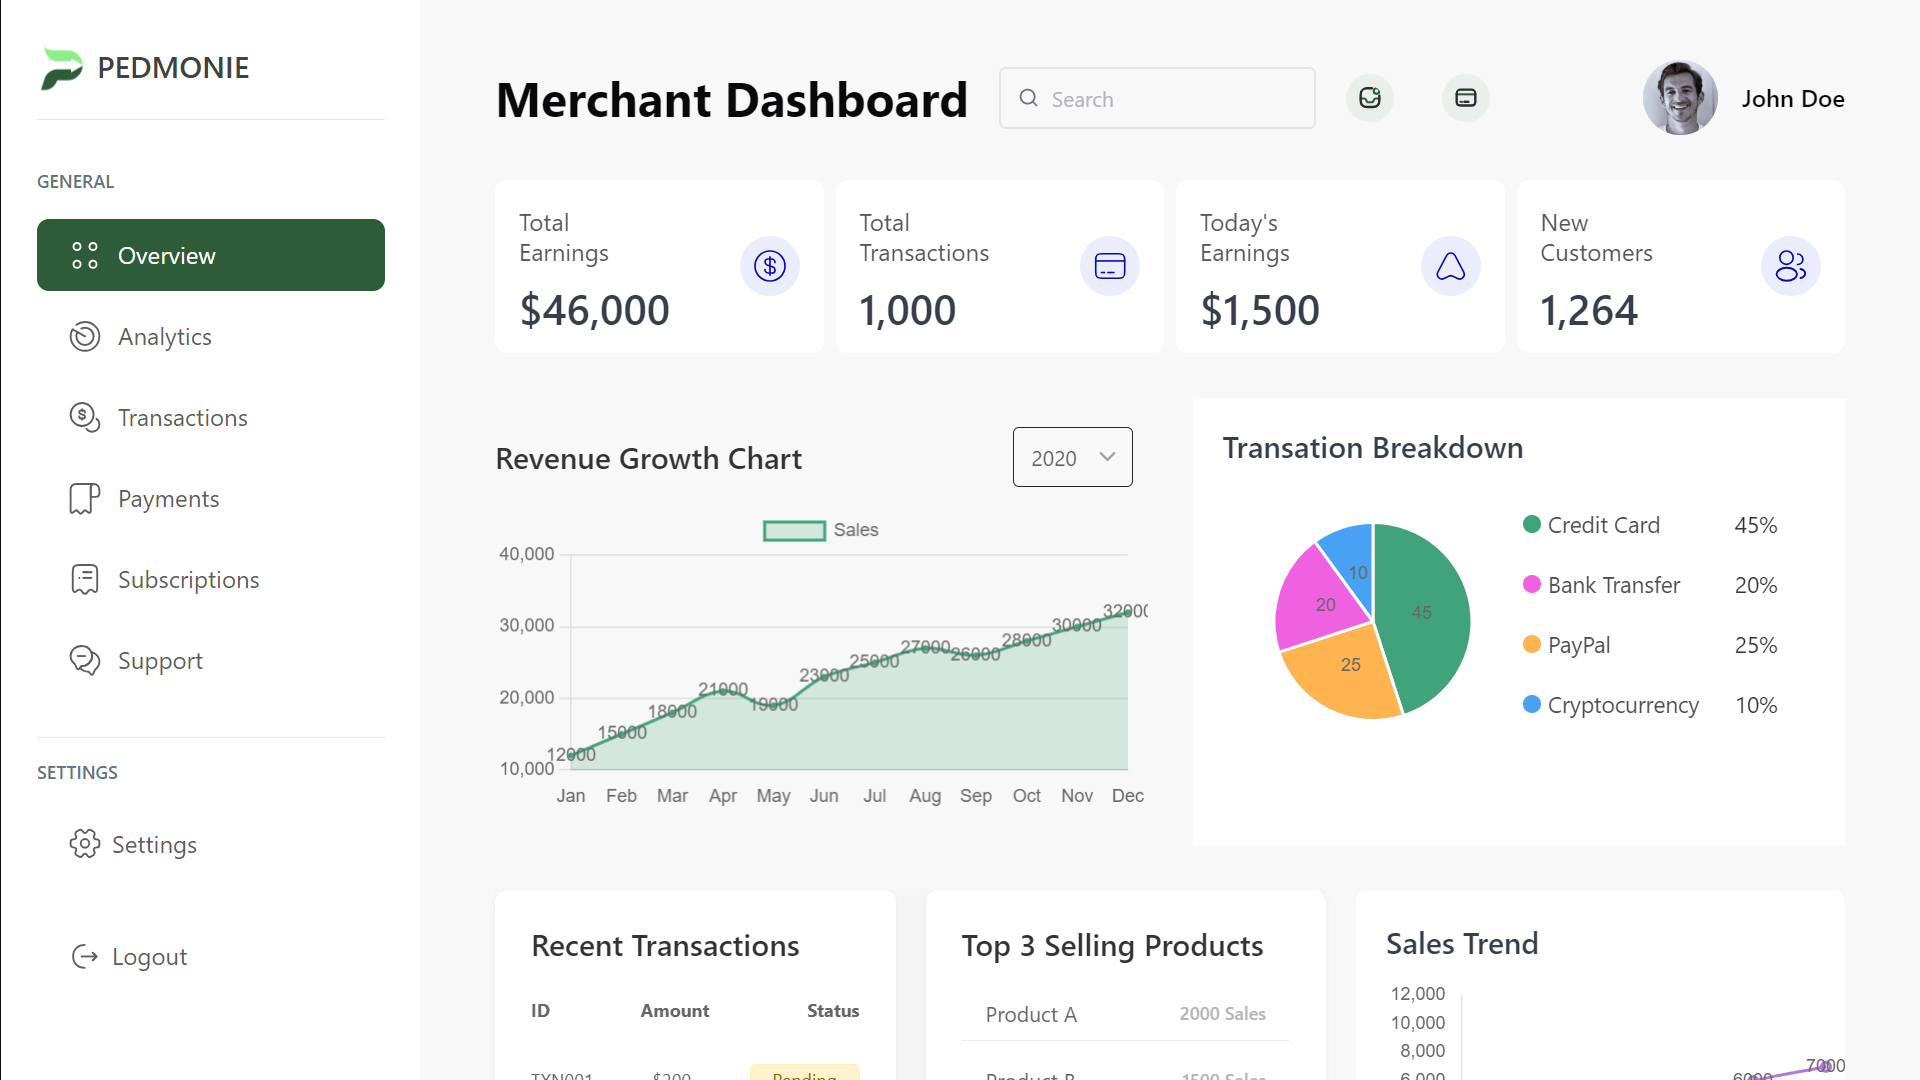 PEDMONIE
GENERAL
Overview
Analytics
Transactions
Payments
Subscriptions
Support
SETTINGS
Settings
Logout
Merchant Dashboard
Search
John Doe
Total
Earnings
$46,000
Total
Transactions
1,000
Today's
Earnings
$1,500
New
Customers
1,264
Revenue Growth Chart
2020
Sales
40,000
30,000
20,000
10,000
12000
15000
18000
21000
19000
23000
25000
27000
26000
28000
30000
32000
Jan Feb Mar Apr May Jun Jul Aug Sep Oct Nov Dec
Transation Breakdown
10
20
45
25
Credit Card 45%
Bank Transfer 20%
PayPal 25%
Cryptocurrency 10%
Recent Transactions
ID Amount Status
TXN001 $200 Pending
Top 3 Selling Products
Product A 2000 Sales
Product B 1500 Sales
Sales Trend
12,000
10,000
8,000
6,000
6000
7000